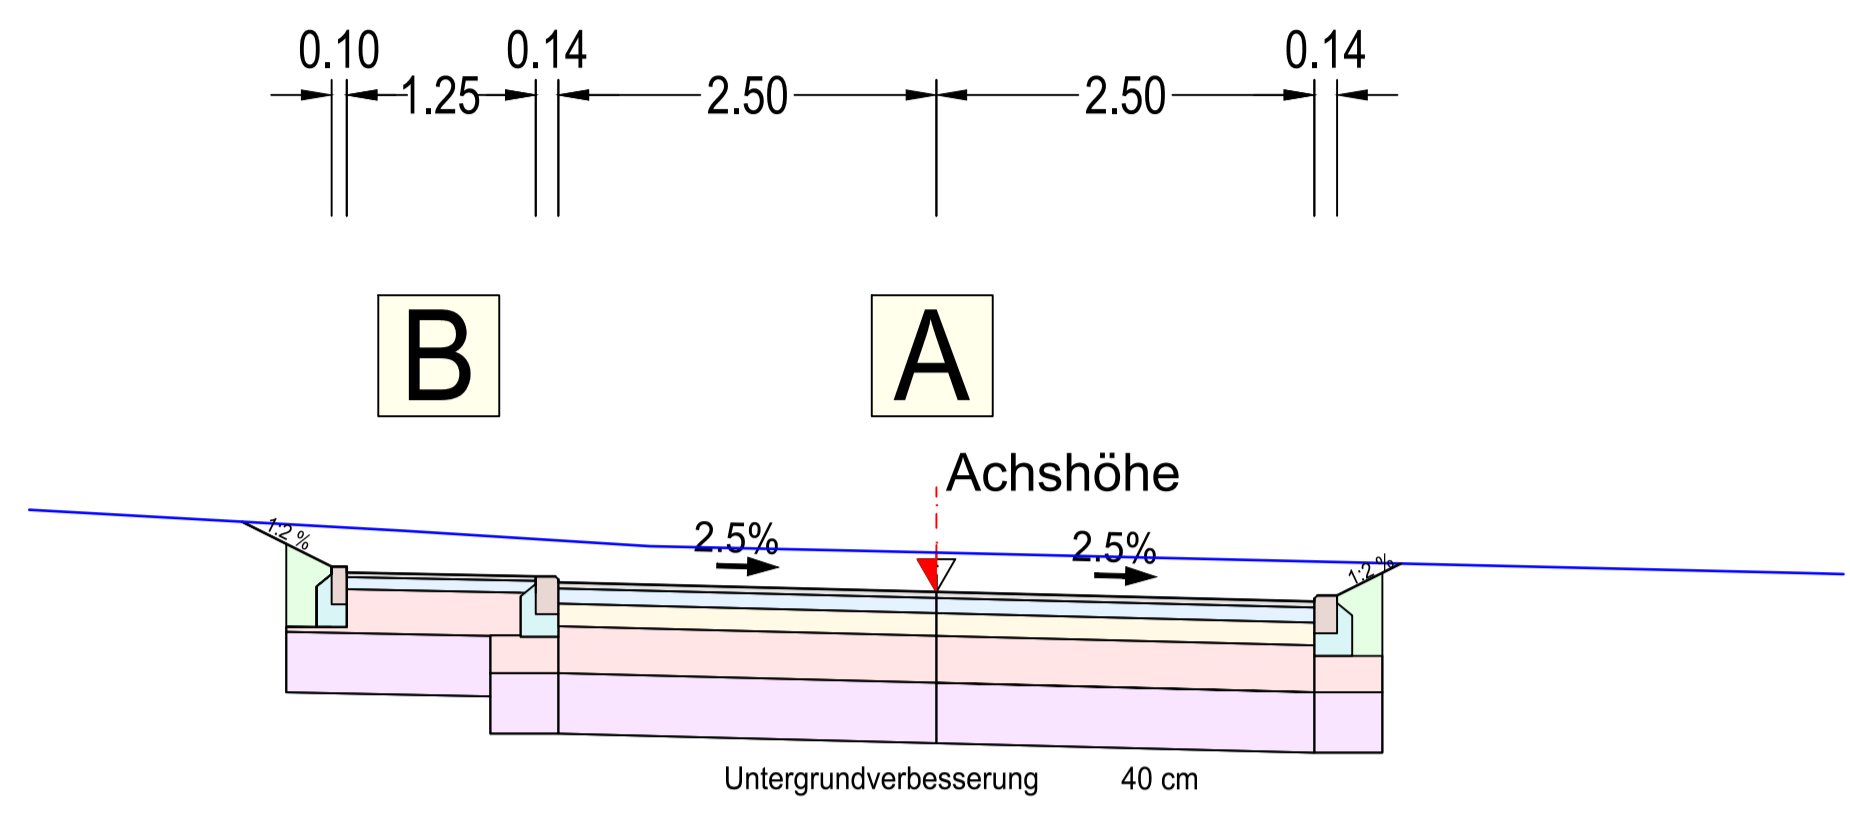 0.10 0.14 0.14
1.25 2.50 2.50
B A
Achshöhe
2.5% 2.5%
1:2 % 1:2 %
Untergrundverbesserung 40 cm